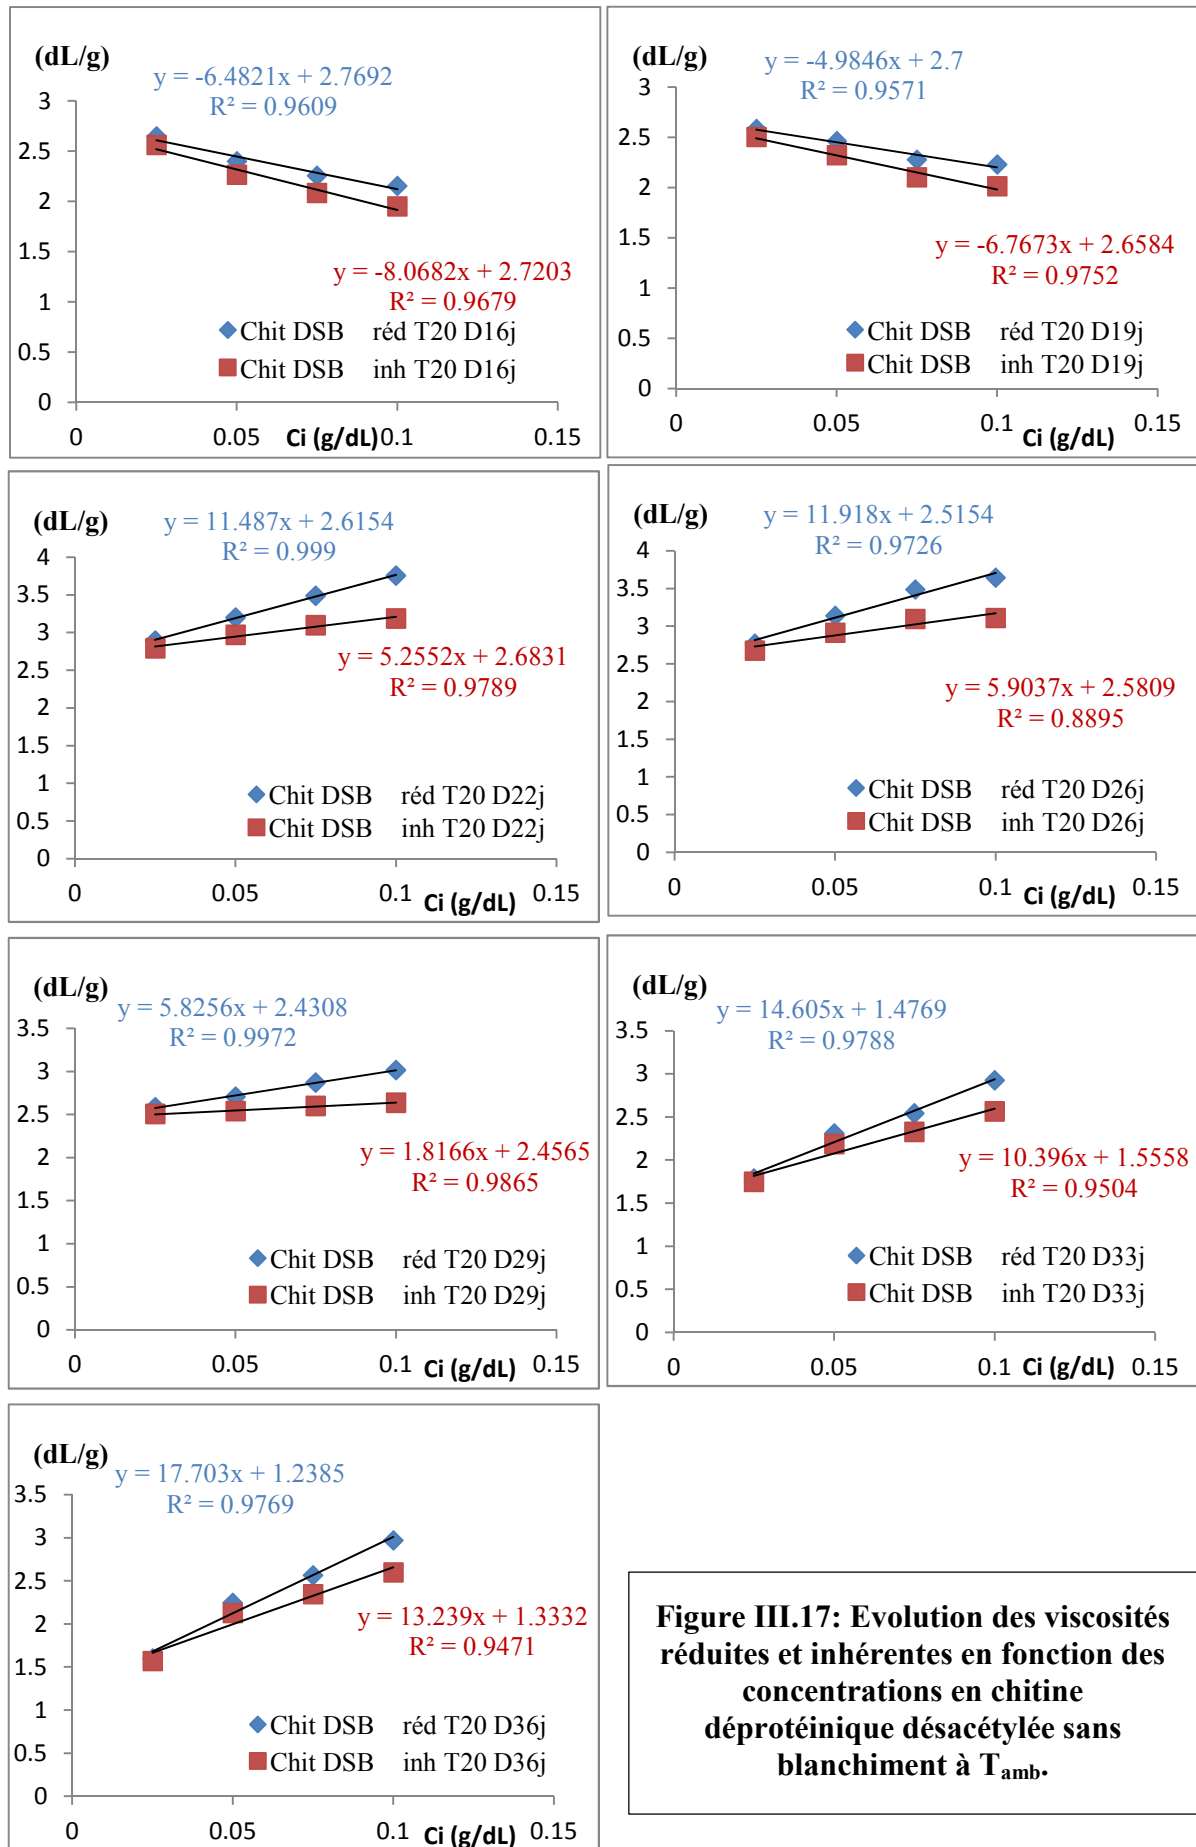 (dL/g)
y = -6.4821x + 2.7692
R² = 0.9609
3
2.5
2
1.5
1
0.5
0
y = -8.0682x + 2.7203
R² = 0.9679
Chit DSB réd T20 D16j
Chit DSB inh T20 D16j
0 0.05 0.1 0.15
Ci (g/dL)
(dL/g)
y = -4.9846x + 2.7
R² = 0.9571
3
2.5
2
1.5
1
0.5
0
y = -6.7673x + 2.6584
R² = 0.9752
Chit DSB réd T20 D19j
Chit DSB inh T20 D19j
0 0.05 0.1 0.15
Ci (g/dL)
(dL/g)
y = 11.487x + 2.6154
R² = 0.999
4
3.5
3
2.5
2
1.5
1
0.5
0
y = 5.2552x + 2.6831
R² = 0.9789
Chit DSB réd T20 D22j
Chit DSB inh T20 D22j
0 0.05 0.1 0.15
Ci (g/dL)
(dL/g)
y = 11.918x + 2.5154
R² = 0.9726
4
3.5
3
2.5
2
1.5
1
0.5
0
y = 5.9037x + 2.5809
R² = 0.8895
Chit DSB réd T20 D26j
Chit DSB inh T20 D26j
0 0.05 0.1 0.15
Ci (g/dL)
(dL/g)
y = 5.8256x + 2.4308
R² = 0.9972
3.5
3
2.5
2
1.5
1
0.5
0
y = 1.8166x + 2.4565
R² = 0.9865
Chit DSB réd T20 D29j
Chit DSB inh T20 D29j
0 0.05 0.1 0.15
Ci (g/dL)
(dL/g)
y = 14.605x + 1.4769
R² = 0.9788
3.5
3
2.5
2
1.5
1
0.5
0
y = 10.396x + 1.5558
R² = 0.9504
Chit DSB réd T20 D33j
Chit DSB inh T20 D33j
0 0.05 0.1 0.15
Ci (g/dL)
(dL/g)
y = 17.703x + 1.2385
R² = 0.9769
3.5
3
2.5
2
1.5
1
0.5
0
y = 13.239x + 1.3332
R² = 0.9471
Chit DSB réd T20 D36j
Chit DSB inh T20 D36j
0 0.05 0.1 0.15
Ci (g/dL)
Figure III.17: Evolution des viscosités
réduites et inhérentes en fonction des
concentrations en chitine
déprotéinique désacétylée sans
blanchiment à Tamb.